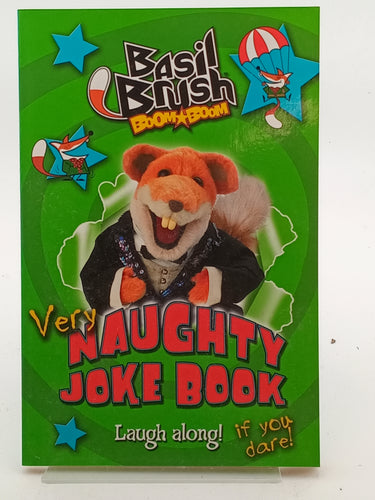 Basil
Brush
BOOM★BOOM
Very
NAUGHTY
JOKE BOOK
Laugh along!
if you
dare!